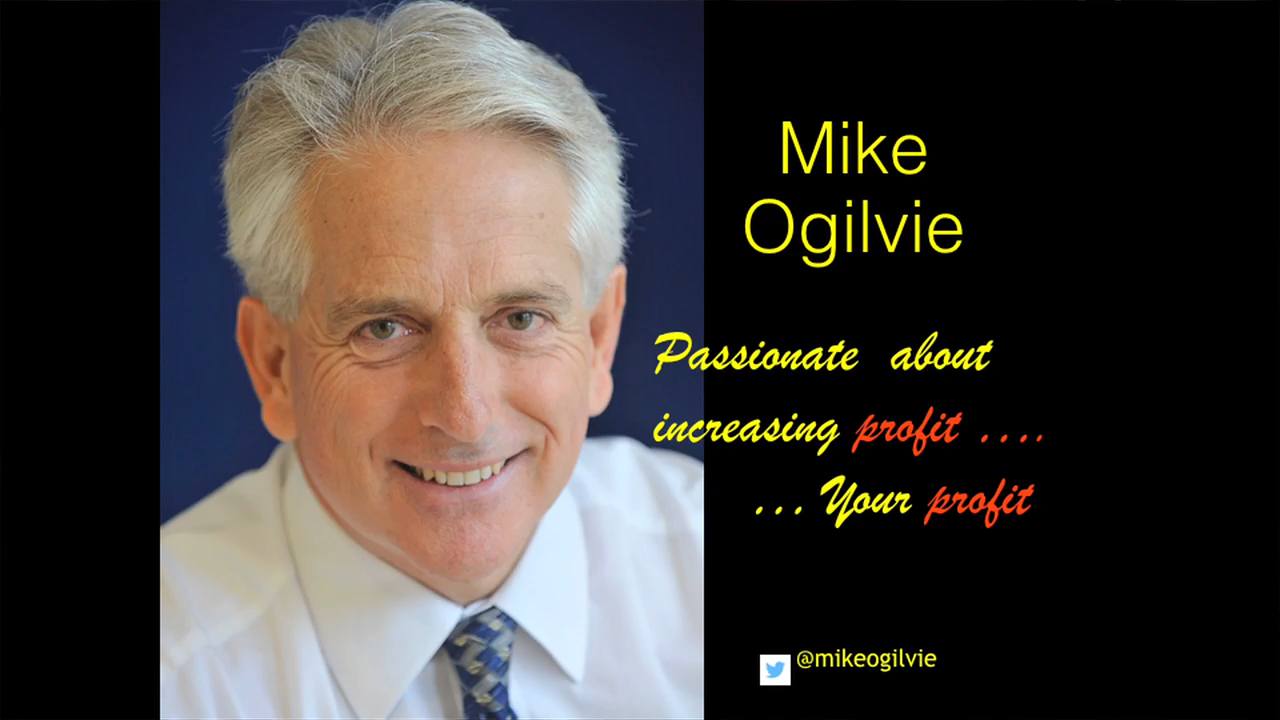 Mike
Ogilvie
Passionate about
increasing profit ....
... Your profit
@mikeogilvie